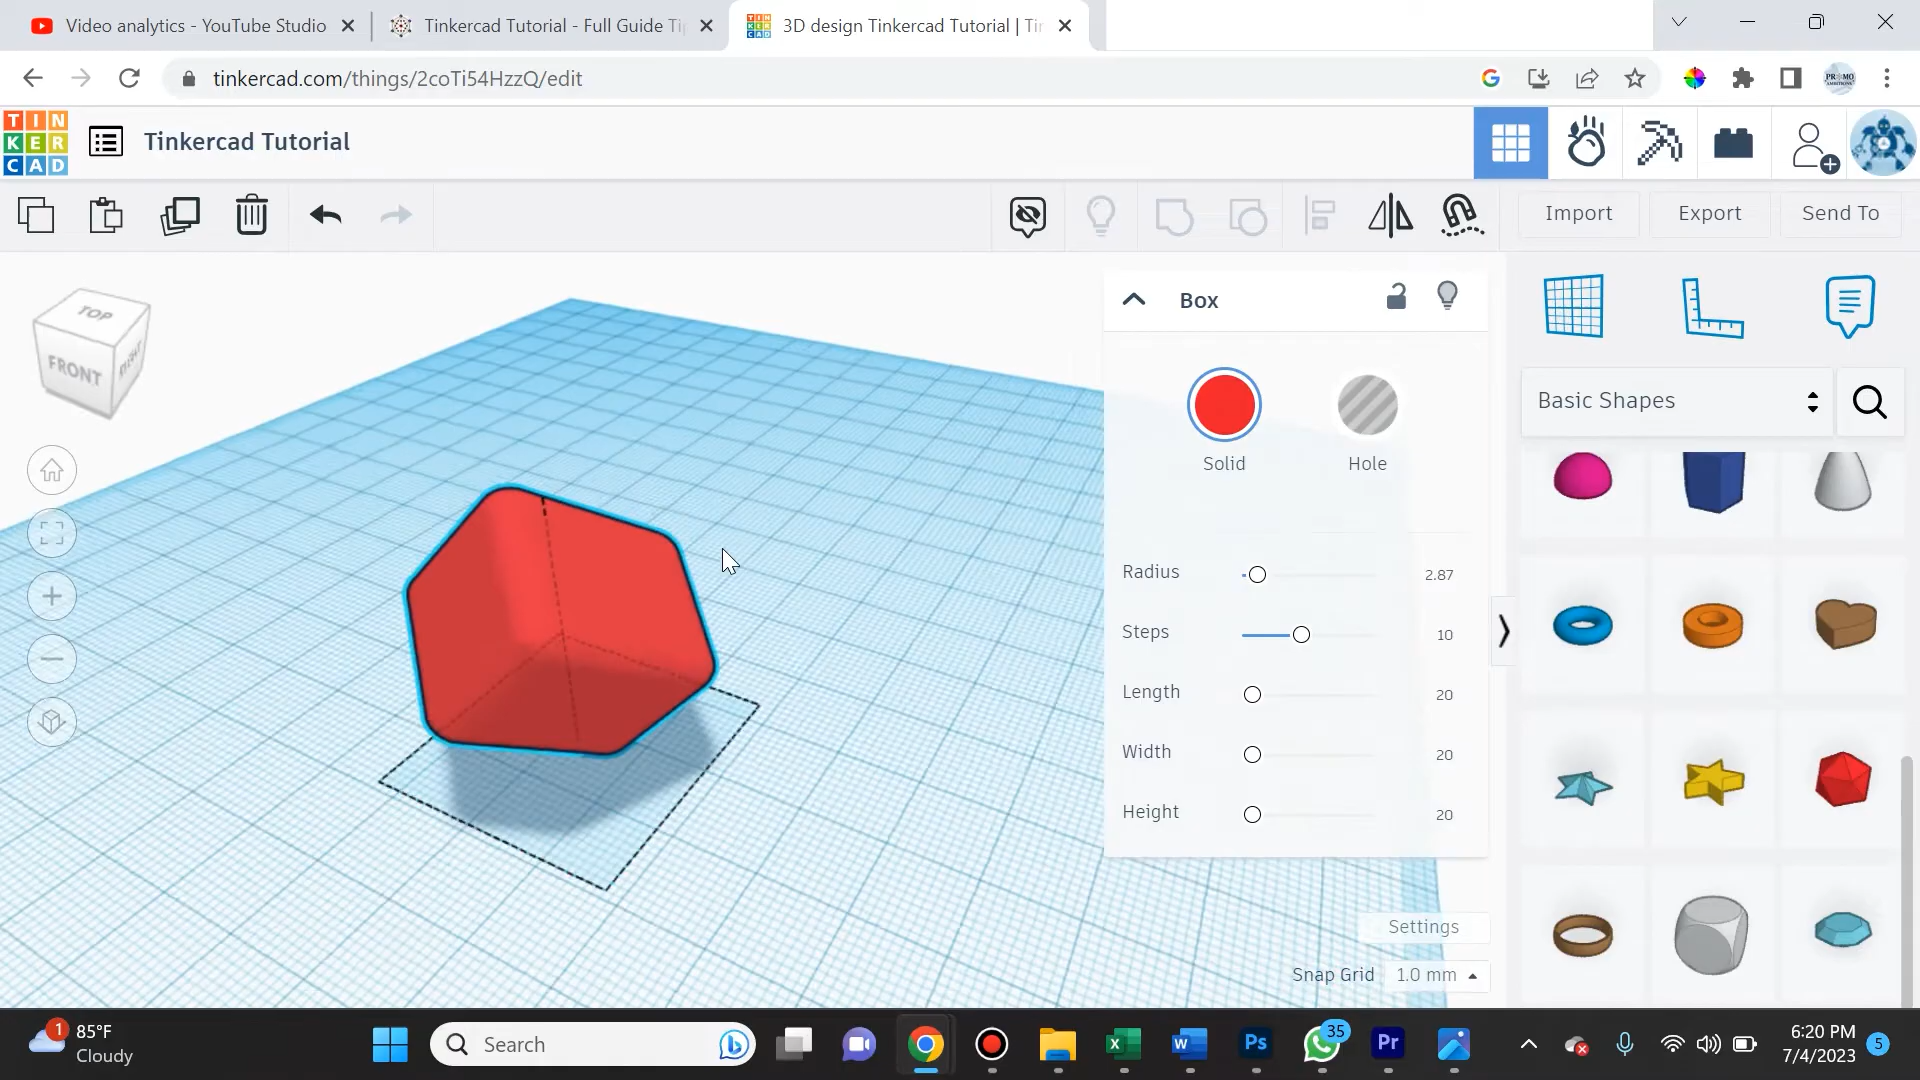 Video analytics - YouTube Studio
Tinkercad Tutorial - Full Guide Ti
3D design Tinkercad Tutorial | Tin
tinkercad.com/things/2coTi54HzzQ/edit
TIN
KER
CAD
Tinkercad Tutorial
Import
Export
Send To
TOP
FRONT
RIGHT
Box
Solid
Hole
Radius 2.87
Steps 10
Length 20
Width 20
Height 20
Basic Shapes
Settings
Snap Grid 1.0 mm
1
85°F
Cloudy
Search
35
6:20 PM
7/4/2023
5